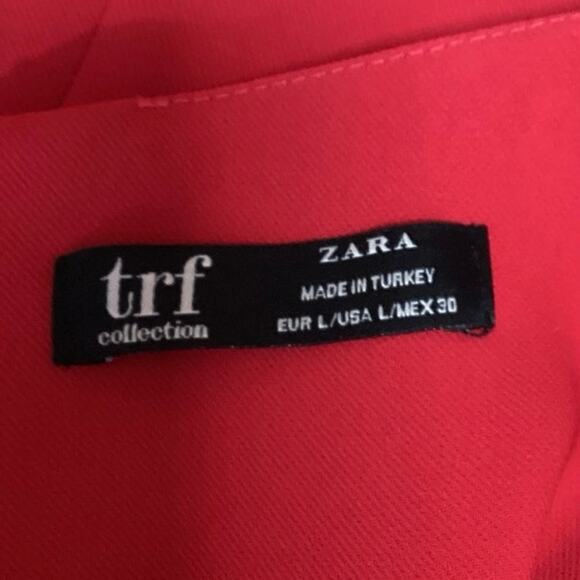 trf
collection
ZARA
MADE IN TURKEY
EUR L/USA L/MEX 30